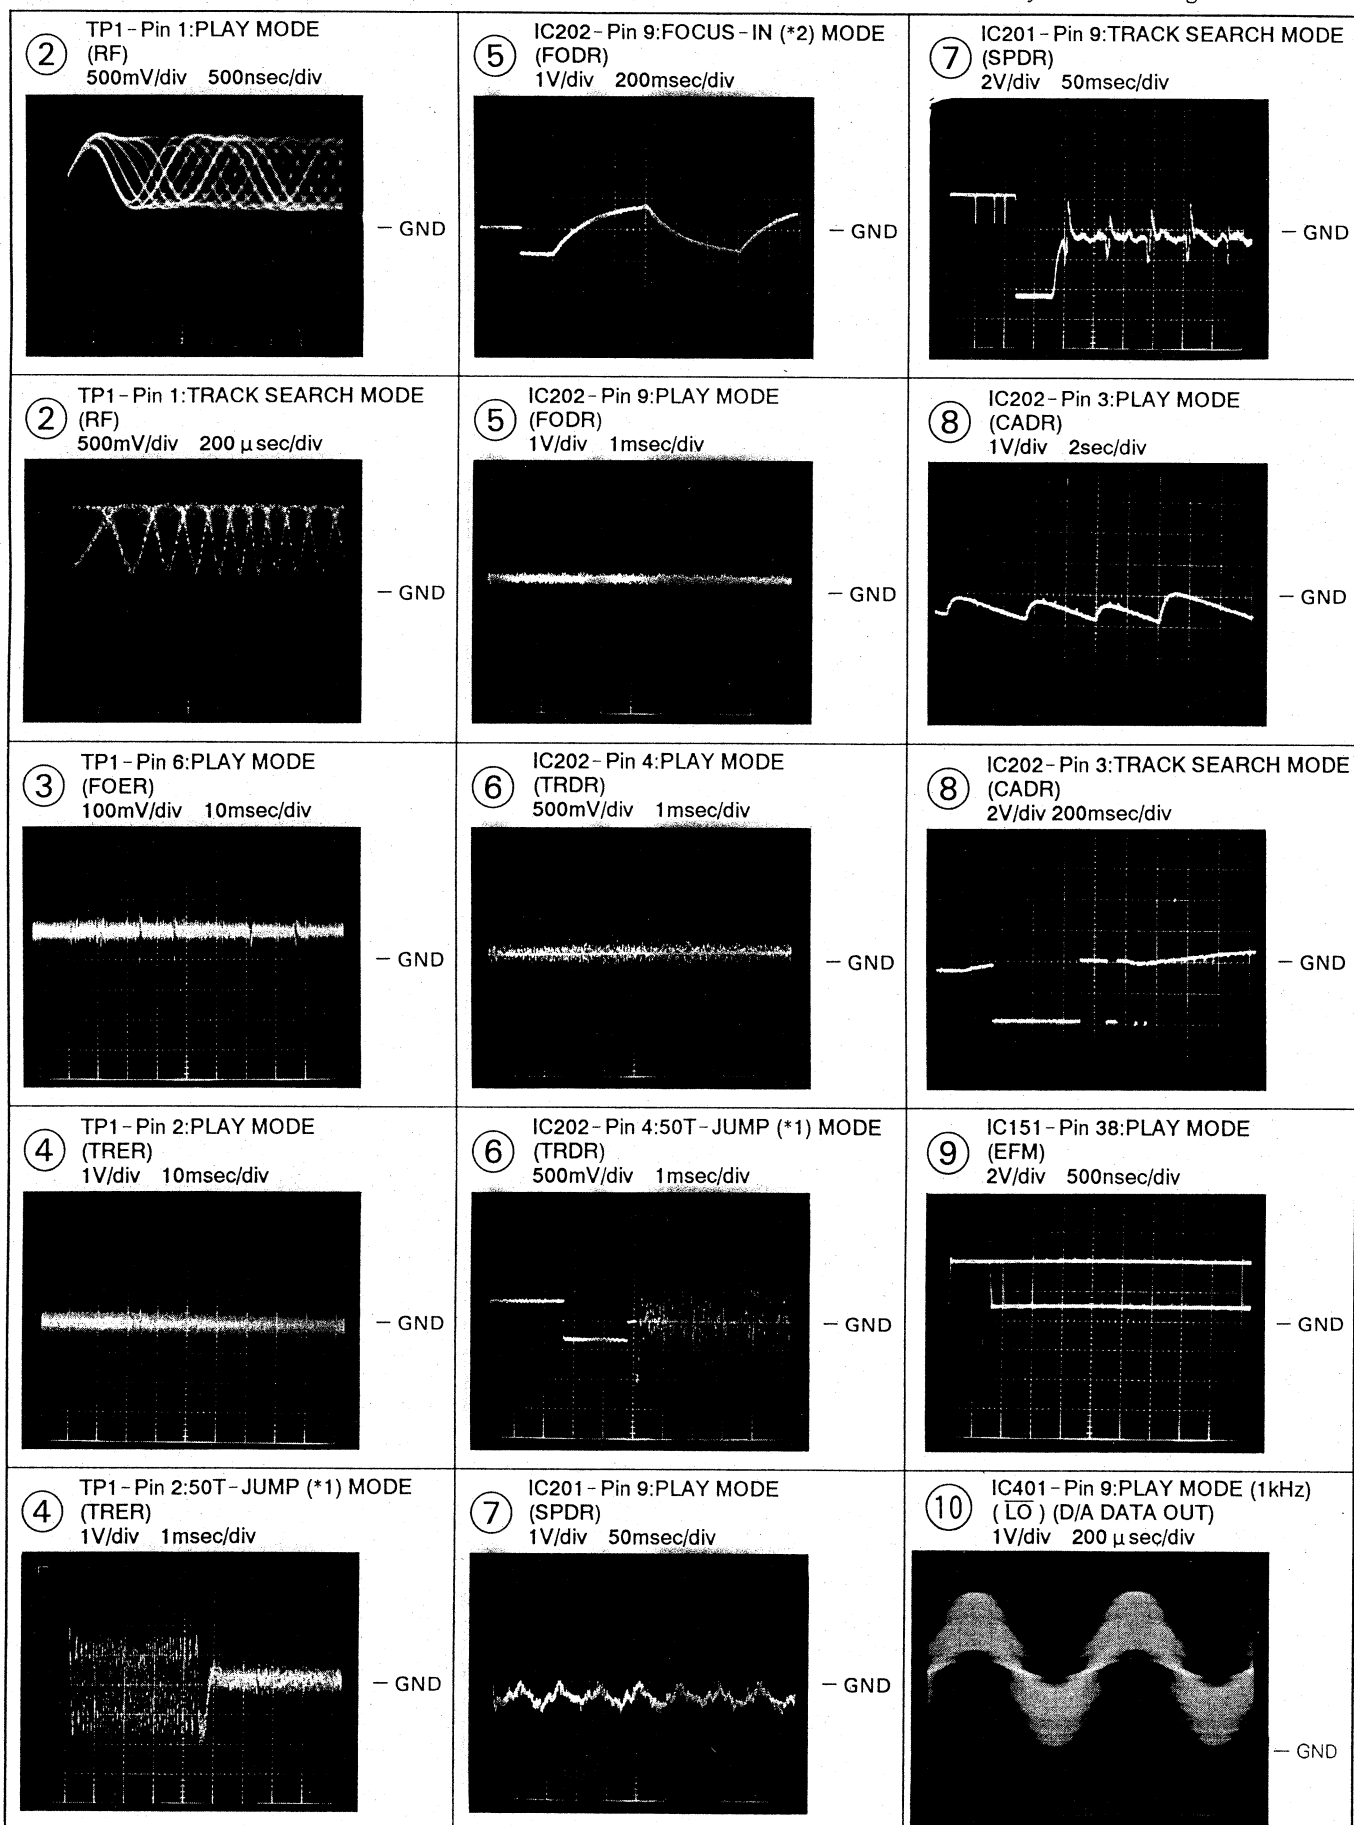 ② TP1-Pin 1:PLAY MODE
(RF)
500mV/div 500nsec/div
— GND
② TP1-Pin 1:TRACK SEARCH MODE
(RF)
500mV/div 200 μsec/div
— GND
③ TP1-Pin 6:PLAY MODE
(FOER)
100mV/div 10msec/div
— GND
④ TP1-Pin 2:PLAY MODE
(TRER)
1V/div 10msec/div
— GND
④ TP1-Pin 2:50T-JUMP (*1) MODE
(TRER)
1V/div 1msec/div
— GND
⑤ IC202-Pin 9:FOCUS-IN (*2) MODE
(FODR)
1V/div 200msec/div
— GND
⑤ IC202-Pin 9:PLAY MODE
(FODR)
1V/div 1msec/div
— GND
⑥ IC202-Pin 4:PLAY MODE
(TRDR)
500mV/div 1msec/div
— GND
⑥ IC202-Pin 4:50T-JUMP (*1) MODE
(TRDR)
500mV/div 1msec/div
— GND
⑦ IC201-Pin 9:PLAY MODE
(SPDR)
1V/div 50msec/div
— GND
⑦ IC201-Pin 9:TRACK SEARCH MODE
(SPDR)
2V/div 50msec/div
— GND
⑧ IC202-Pin 3:PLAY MODE
(CADR)
1V/div 2sec/div
— GND
⑧ IC202-Pin 3:TRACK SEARCH MODE
(CADR)
2V/div 200msec/div
— GND
⑨ IC151-Pin 38:PLAY MODE
(EFM)
2V/div 500nsec/div
— GND
⑩ IC401-Pin 9:PLAY MODE (1kHz)
( L̅O̅ ) (D/A DATA OUT)
1V/div 200 μsec/div
— GND